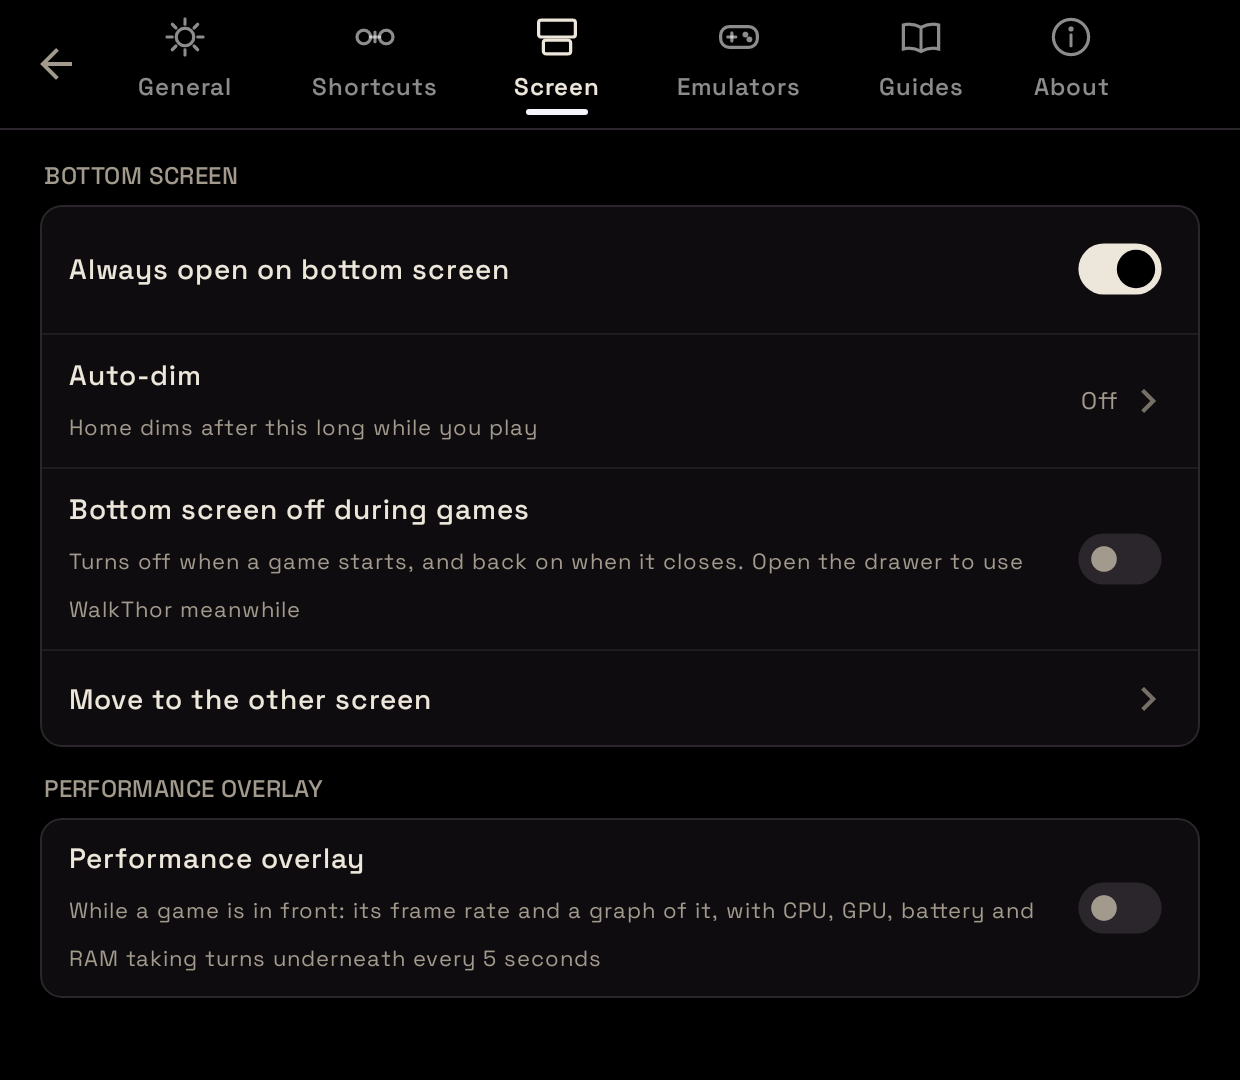 General
Shortcuts
Screen
Emulators
Guides
About
BOTTOM SCREEN
Always open on bottom screen
Auto-dim
Home dims after this long while you play
Off
Bottom screen off during games
Turns off when a game starts, and back on when it closes. Open the drawer to use
WalkThor meanwhile
Move to the other screen
PERFORMANCE OVERLAY
Performance overlay
While a game is in front: its frame rate and a graph of it, with CPU, GPU, battery and
RAM taking turns underneath every 5 seconds